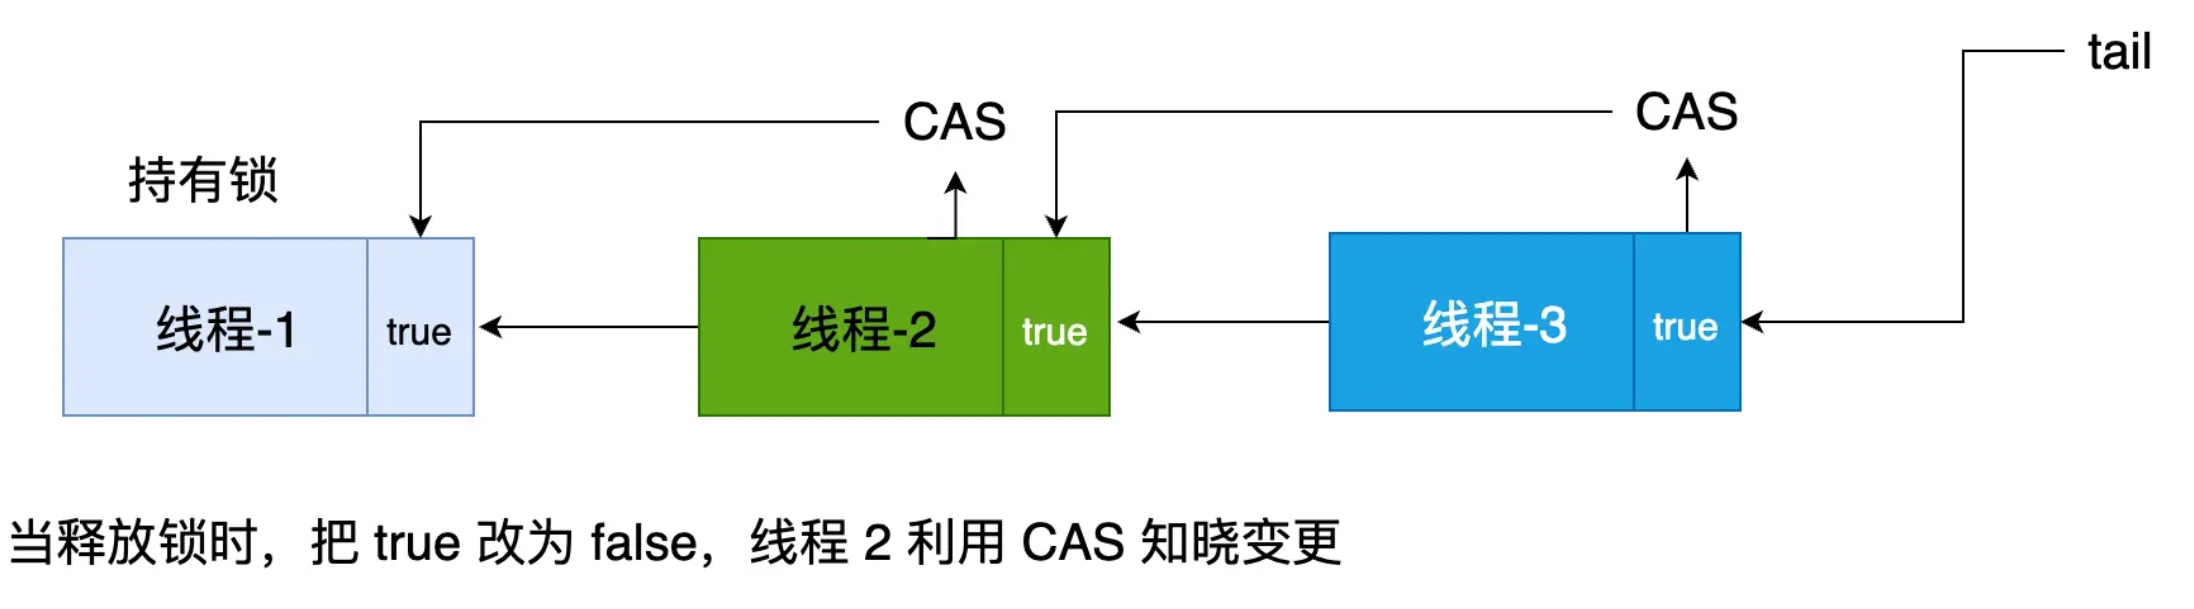 tail
CAS
CAS
持有锁
线程-1
true
线程-2
true
线程-3
true
当释放锁时，把 true 改为 false，线程 2 利用 CAS 知晓变更